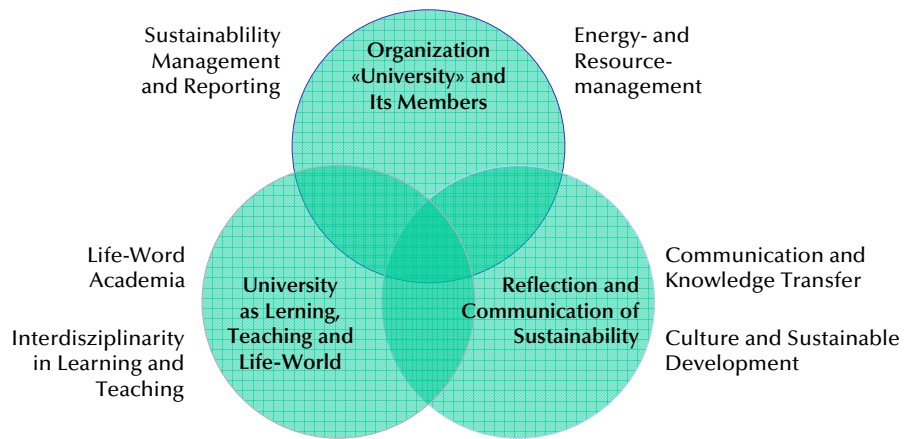 Sustainablility
Management
and Reporting
Organization
«University» and
Its Members
Energy- and
Resource-
management
Life-Word
Academia
Interdisziplinarity
in Learning and
Teaching
University
as Lerning,
Teaching and
Life-World
Reflection and
Communication of
Sustainability
Communication and
Knowledge Transfer
Culture and Sustainable
Development